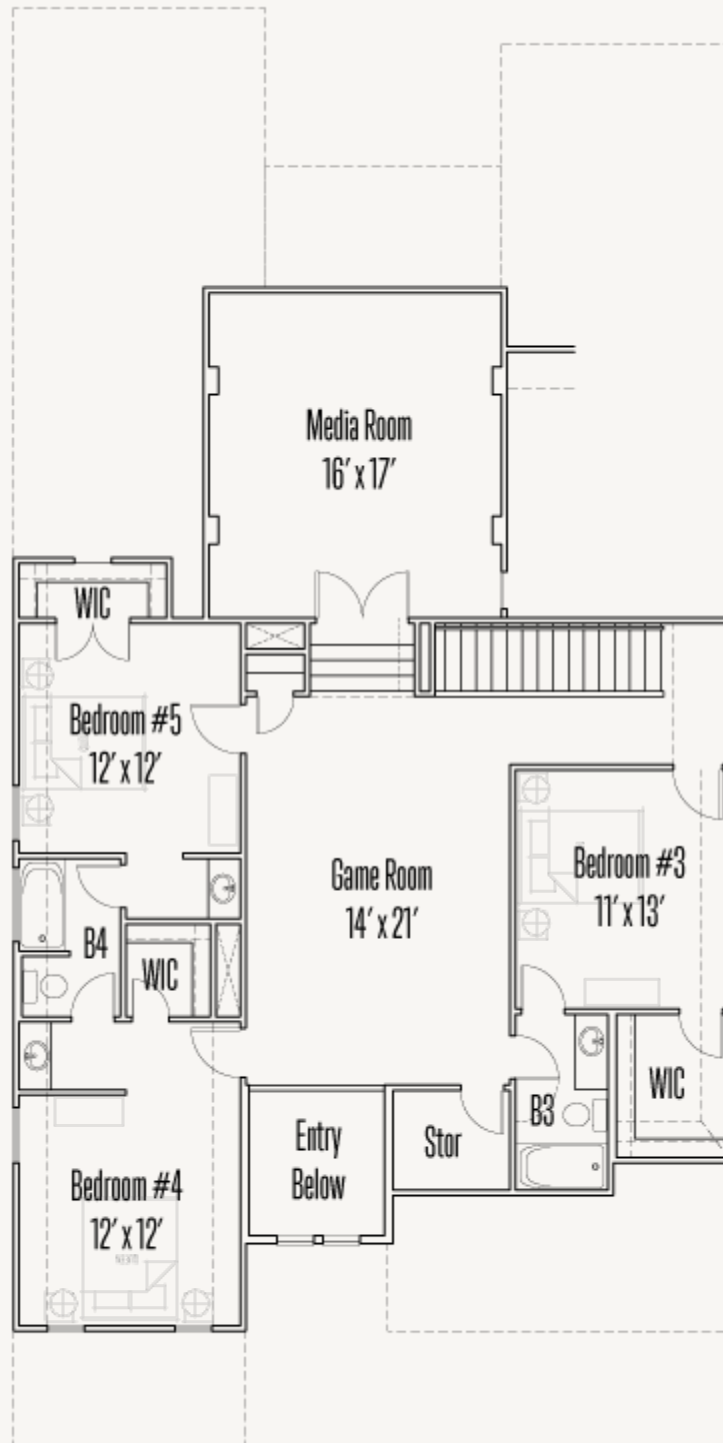 Media Room
16' x 17'
WIC
Bedroom #5
12' x 12'
Game Room
14' x 21'
Bedroom #3
11' x 13'
B4
WIC
WIC
B3
Entry
Below
Stor
Bedroom #4
12' x 12'